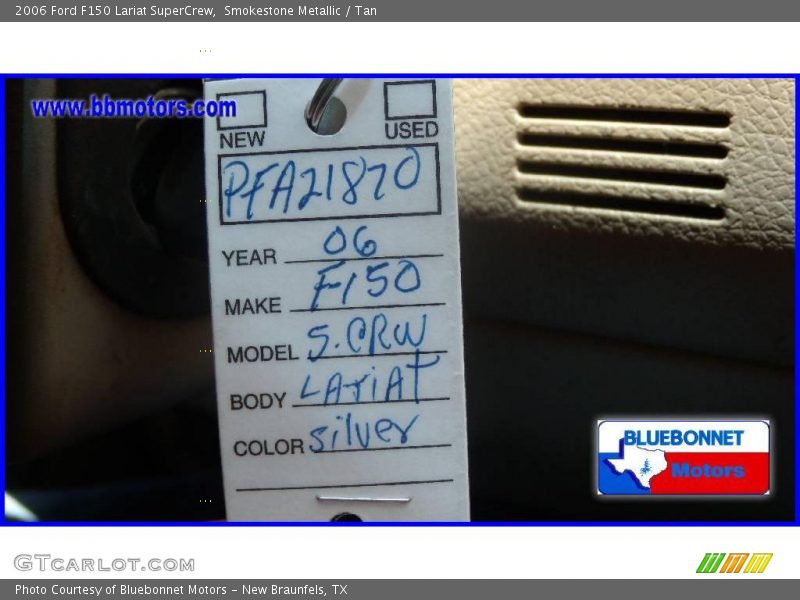 2006 Ford F150 Lariat SuperCrew,  Smokestone Metallic / Tan
www.bbmotors.com
NEW USED
PFA21870
YEAR 06
MAKE F150
MODEL S.CRW
BODY LARIAT
COLOR silver
BLUEBONNET
Motors
GTcarlot.com
Photo Courtesy of Bluebonnet Motors - New Braunfels, TX